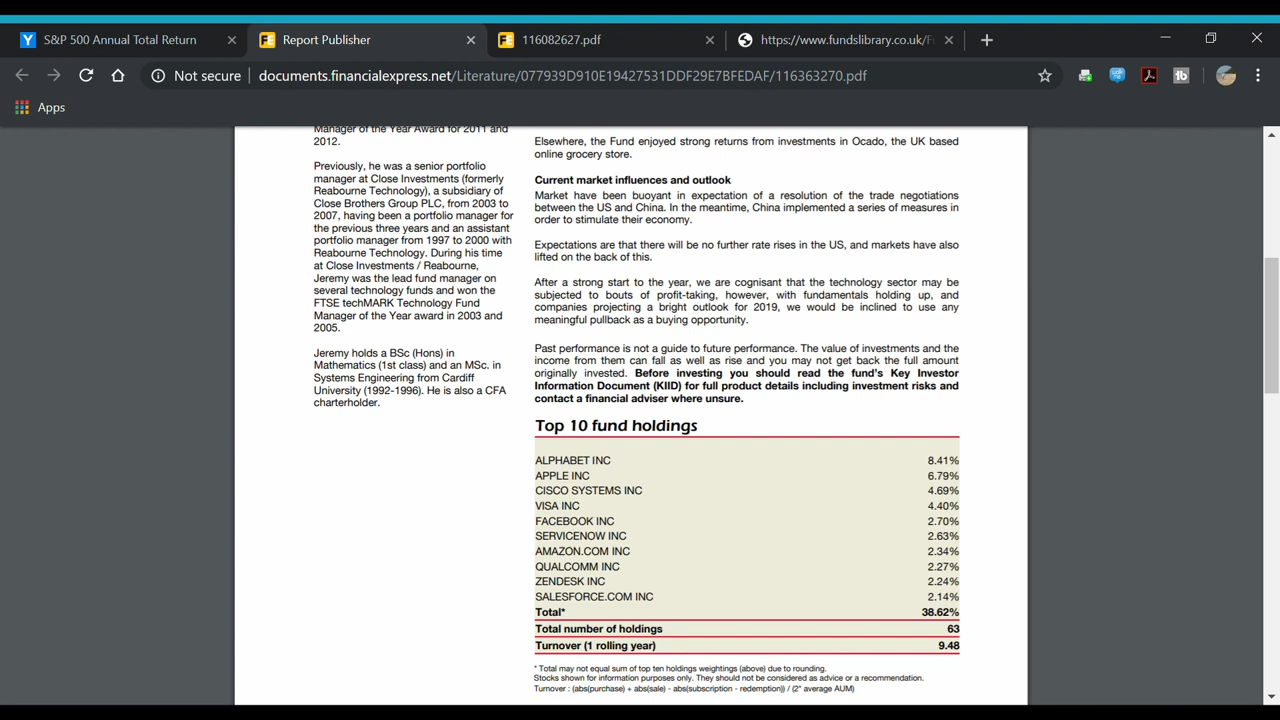 S&P 500 Annual Total Return
Report Publisher
116082627.pdf
https://www.fundslibrary.co.uk/F
Not secure
documents.financialexpress.net/Literature/077939D910E19427531DDF29E7BFEDAF/116363270.pdf
Apps
Manager of the Year Award for 2011 and
2012.
Previously, he was a senior portfolio
manager at Close Investments (formerly
Reabourne Technology), a subsidiary of
Close Brothers Group PLC, from 2003 to
2007, having been a portfolio manager for
the previous three years and an assistant
portfolio manager from 1997 to 2000 with
Reabourne Technology. During his time
at Close Investments / Reabourne,
Jeremy was the lead fund manager on
several technology funds and won the
FTSE techMARK Technology Fund
Manager of the Year award in 2003 and
2005.
Jeremy holds a BSc (Hons) in
Mathematics (1st class) and an MSc. in
Systems Engineering from Cardiff
University (1992-1996). He is also a CFA
charterholder.
Elsewhere, the Fund enjoyed strong returns from investments in Ocado, the UK based
online grocery store.
Current market influences and outlook
Market have been buoyant in expectation of a resolution of the trade negotiations
between the US and China. In the meantime, China implemented a series of measures in
order to stimulate their economy.
Expectations are that there will be no further rate rises in the US, and markets have also
lifted on the back of this.
After a strong start to the year, we are cognisant that the technology sector may be
subjected to bouts of profit-taking, however, with fundamentals holding up, and
companies projecting a bright outlook for 2019, we would be inclined to use any
meaningful pullback as a buying opportunity.
Past performance is not a guide to future performance. The value of investments and the
income from them can fall as well as rise and you may not get back the full amount
originally invested. Before investing you should read the fund's Key Investor
Information Document (KIID) for full product details including investment risks and
contact a financial adviser where unsure.
Top 10 fund holdings
ALPHABET INC 8.41%
APPLE INC 6.79%
CISCO SYSTEMS INC 4.69%
VISA INC 4.40%
FACEBOOK INC 2.70%
SERVICENOW INC 2.63%
AMAZON.COM INC 2.34%
QUALCOMM INC 2.27%
ZENDESK INC 2.24%
SALESFORCE.COM INC 2.14%
Total* 38.62%
Total number of holdings 63
Turnover (1 rolling year) 9.48
* Total may not equal sum of top ten holdings weightings (above) due to rounding.
Stocks shown for information purposes only. They should not be considered as advice or a recommendation.
Turnover : (abs(purchase) + abs(sale) - abs(subscription - redemption)) / (2* average AUM)